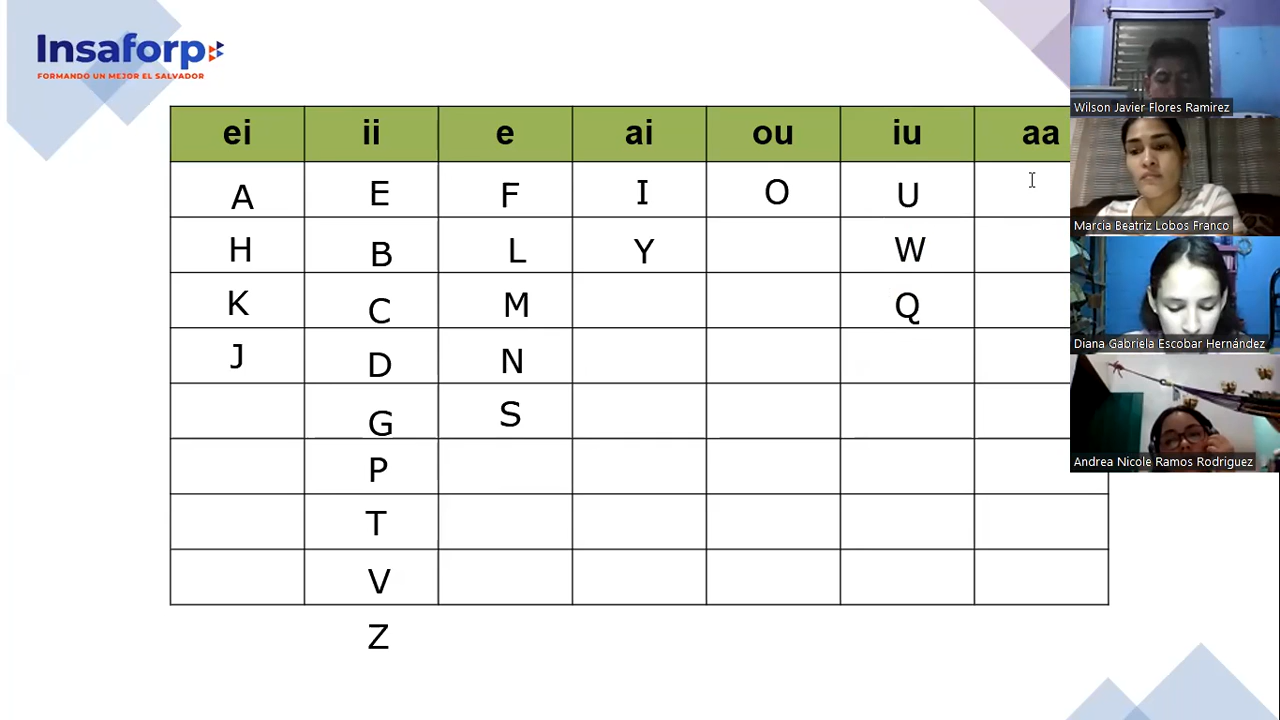 Insaforp
FORMANDO UN MEJOR EL SALVADOR
ei ii e ai ou iu aa
A E F I O U
H B L Y W
K C M Q
J D N
G S
P
T
V
Z
Wilson Javier Flores Ramirez
Marcia Beatriz Lobos Franco
Diana Gabriela Escobar Hernández
Andrea Nicole Ramos Rodriguez